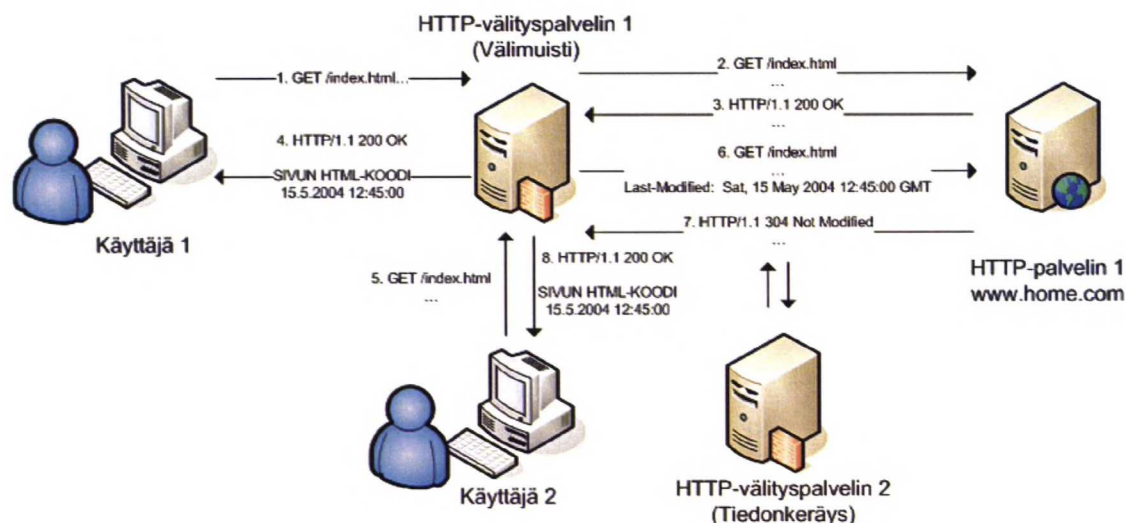 HTTP-välityspalvelin 1
(Välimuisti)
1. GET /index.html...
2. GET /index.html
...
3. HTTP/1.1 200 OK
...
4. HTTP/1.1 200 OK
SIVUN HTML-KOODI
15.5.2004 12:45:00
6. GET /index.html
...
Last-Modified: Sat, 15 May 2004 12:45:00 GMT
7. HTTP/1.1 304 Not Modified
...
Käyttäjä 1
5. GET /index.html
...
8. HTTP/1.1 200 OK
SIVUN HTML-KOODI
15.5.2004 12:45:00
HTTP-palvelin 1
www.home.com
Käyttäjä 2
HTTP-välityspalvelin 2
(Tiedonkeräys)